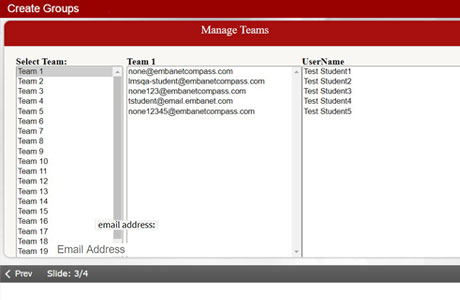 Create Groups
Manage Teams
Select Team:
Team 1
Team 2
Team 3
Team 4
Team 5
Team 6
Team 7
Team 8
Team 9
Team 10
Team 11
Team 12
Team 13
Team 14
Team 15
Team 16
Team 17
Team 18
Team 19
Team 1
none@embanetcompass.com
lmsqa-student@embanetcompass.com
none123@embanetcompass.com
tstudent@email.embanet.com
none12345@embanetcompass.com
UserName
Test Student1
Test Student2
Test Student3
Test Student4
Test Student5
email address:
Email Address
Prev Slide: 3/4